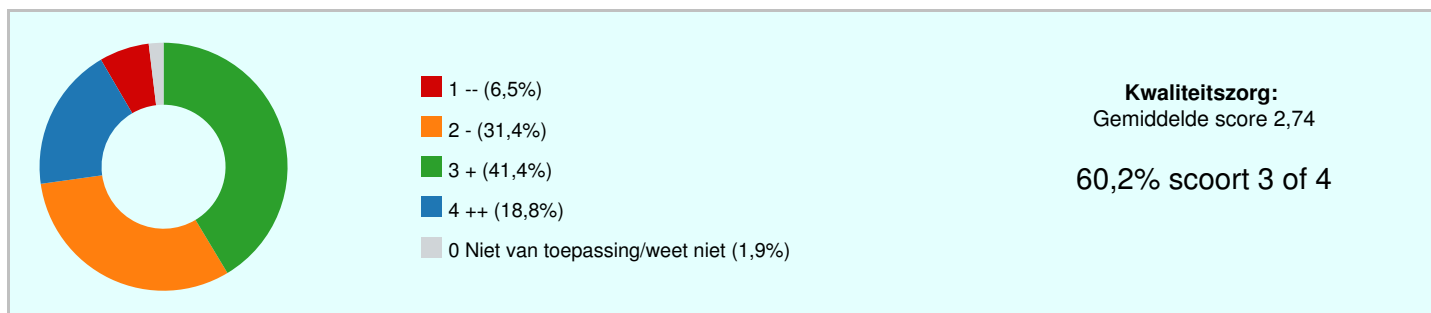 1 -- (6,5%)
2 - (31,4%)
3 + (41,4%)
4 ++ (18,8%)
0 Niet van toepassing/weet niet (1,9%)
Kwaliteitszorg:
Gemiddelde score 2,74
60,2% scoort 3 of 4